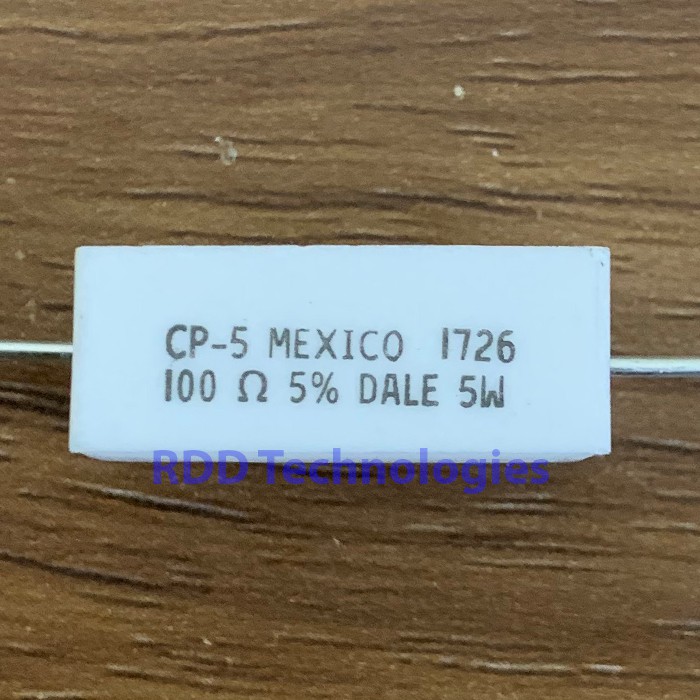 CP-5 MEXICO 1726
100 Ω 5% DALE 5W
RDD Technologies